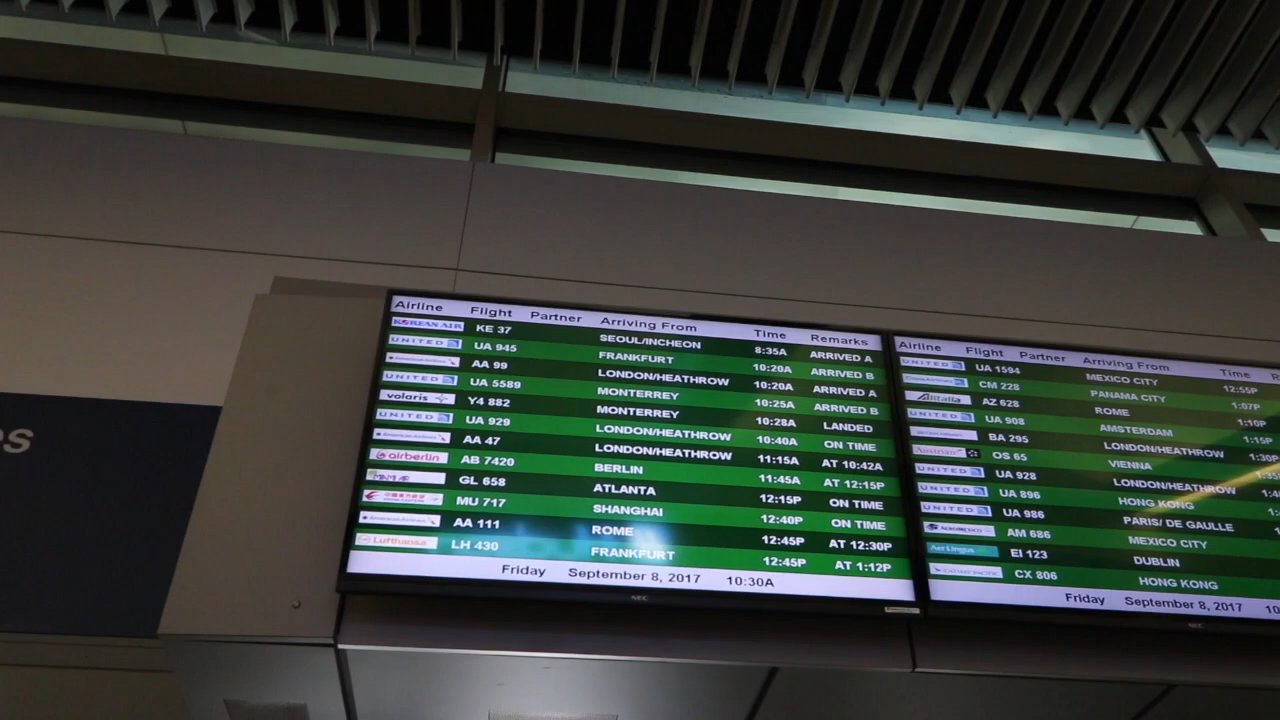 es
Airline Flight Partner Arriving From Time Remarks
KOREAN AIR KE 37 SEOUL/INCHEON 8:35A ARRIVED A
UNITED UA 945 FRANKFURT 10:20A ARRIVED B
AmericanAirlines AA 99 LONDON/HEATHROW 10:20A ARRIVED A
UNITED UA 5589 MONTERREY 10:25A ARRIVED B
volaris Y4 882 MONTERREY 10:28A LANDED
UNITED UA 929 LONDON/HEATHROW 10:40A ON TIME
AmericanAirlines AA 47 LONDON/HEATHROW 11:15A AT 10:42A
airberlin AB 7420 BERLIN 11:45A AT 12:15P
GL 658 ATLANTA 12:15P ON TIME
MU 717 SHANGHAI 12:40P ON TIME
AmericanAirlines AA 111 ROME 12:45P AT 12:30P
Lufthansa LH 430 FRANKFURT 12:45P AT 1:12P
Friday September 8, 2017 10:30A
NEC
Airline Flight Partner Arriving From Time R
UNITED UA 1594 MEXICO CITY 12:55P
CM 228 PANAMA CITY 1:07P
Alitalia AZ 628 ROME 1:10P
UNITED UA 908 AMSTERDAM 1:15P
BA 295 LONDON/HEATHROW 1:30P
Austrian OS 65 VIENNA
UNITED UA 928 LONDON/HEATHROW
UNITED UA 896 HONG KONG
UNITED UA 986 PARIS/ DE GAULLE
AEROMEXICO AM 686 MEXICO CITY
Aer Lingus EI 123 DUBLIN
CX 806 HONG KONG
Friday September 8, 2017 10
NEC